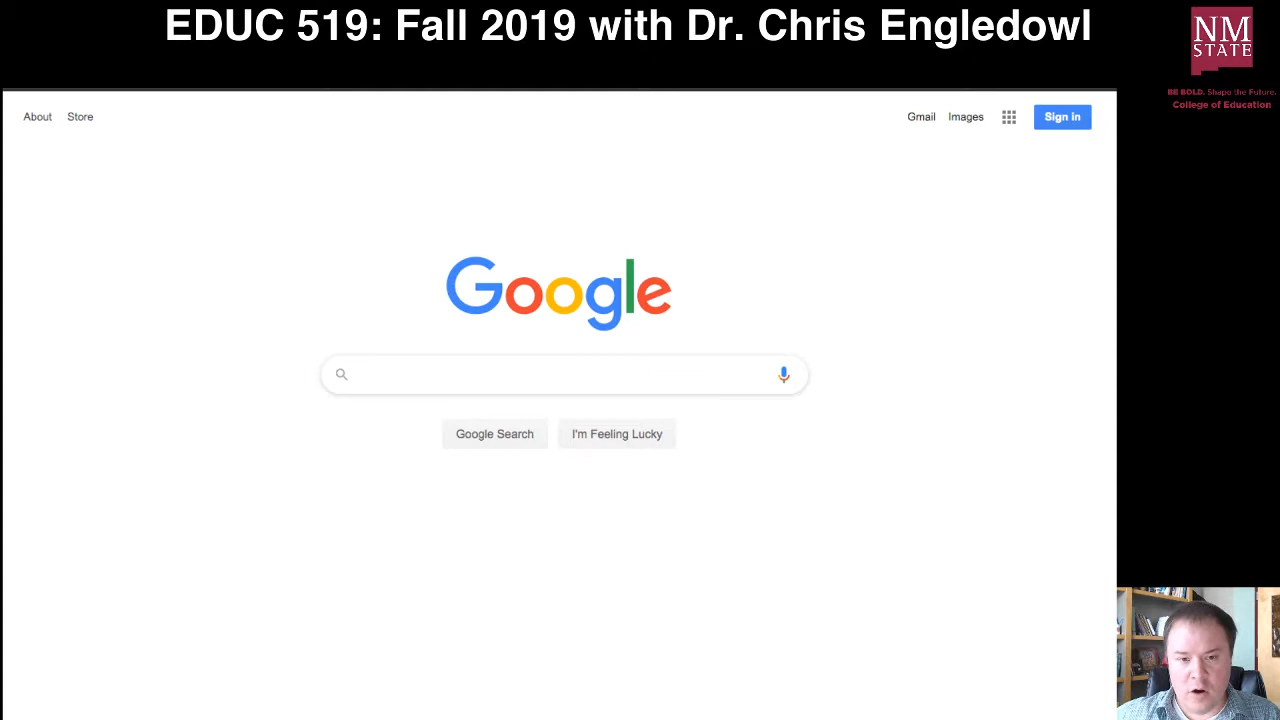 EDUC 519: Fall 2019 with Dr. Chris Engledowl
NM
STATE
BE BOLD. Shape the Future.
College of Education
About Store
Gmail Images Sign in
Google
Google Search I'm Feeling Lucky